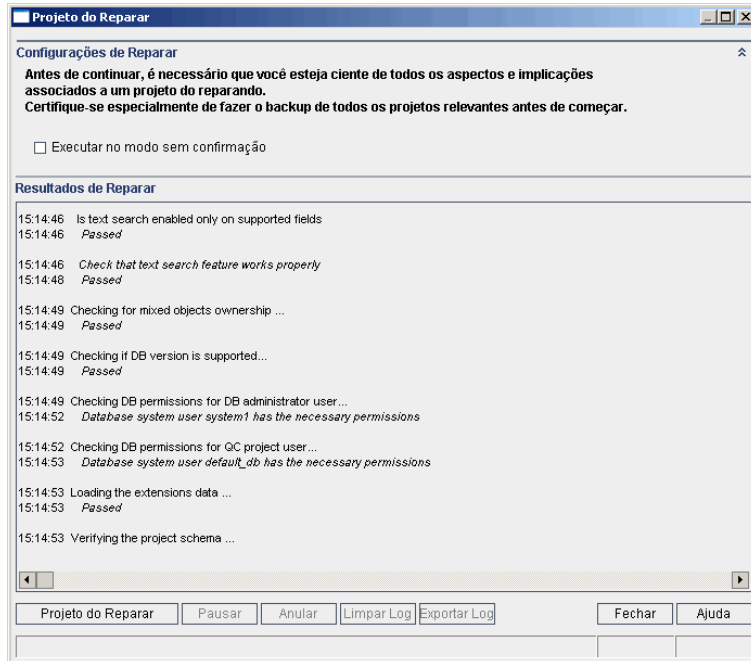 Projeto do Reparar
Configurações de Reparar
Antes de continuar, é necessário que você esteja ciente de todos os aspectos e implicações
associados a um projeto do reparando.
Certifique-se especialmente de fazer o backup de todos os projetos relevantes antes de começar.
Executar no modo sem confirmação
Resultados de Reparar
15:14:46 Is text search enabled only on supported fields
15:14:46 Passed
15:14:46 Check that text search feature works properly
15:14:48 Passed
15:14:49 Checking for mixed objects ownership ...
15:14:49 Passed
15:14:49 Checking if DB version is supported...
15:14:49 Passed
15:14:49 Checking DB permissions for DB administrator user...
15:14:52 Database system user system1 has the necessary permissions
15:14:52 Checking DB permissions for QC project user...
15:14:53 Database system user default_db has the necessary permissions
15:14:53 Loading the extensions data ...
15:14:53 Passed
15:14:53 Verifying the project schema ...
Projeto do Reparar Pausar Anular Limpar Log Exportar Log Fechar Ajuda